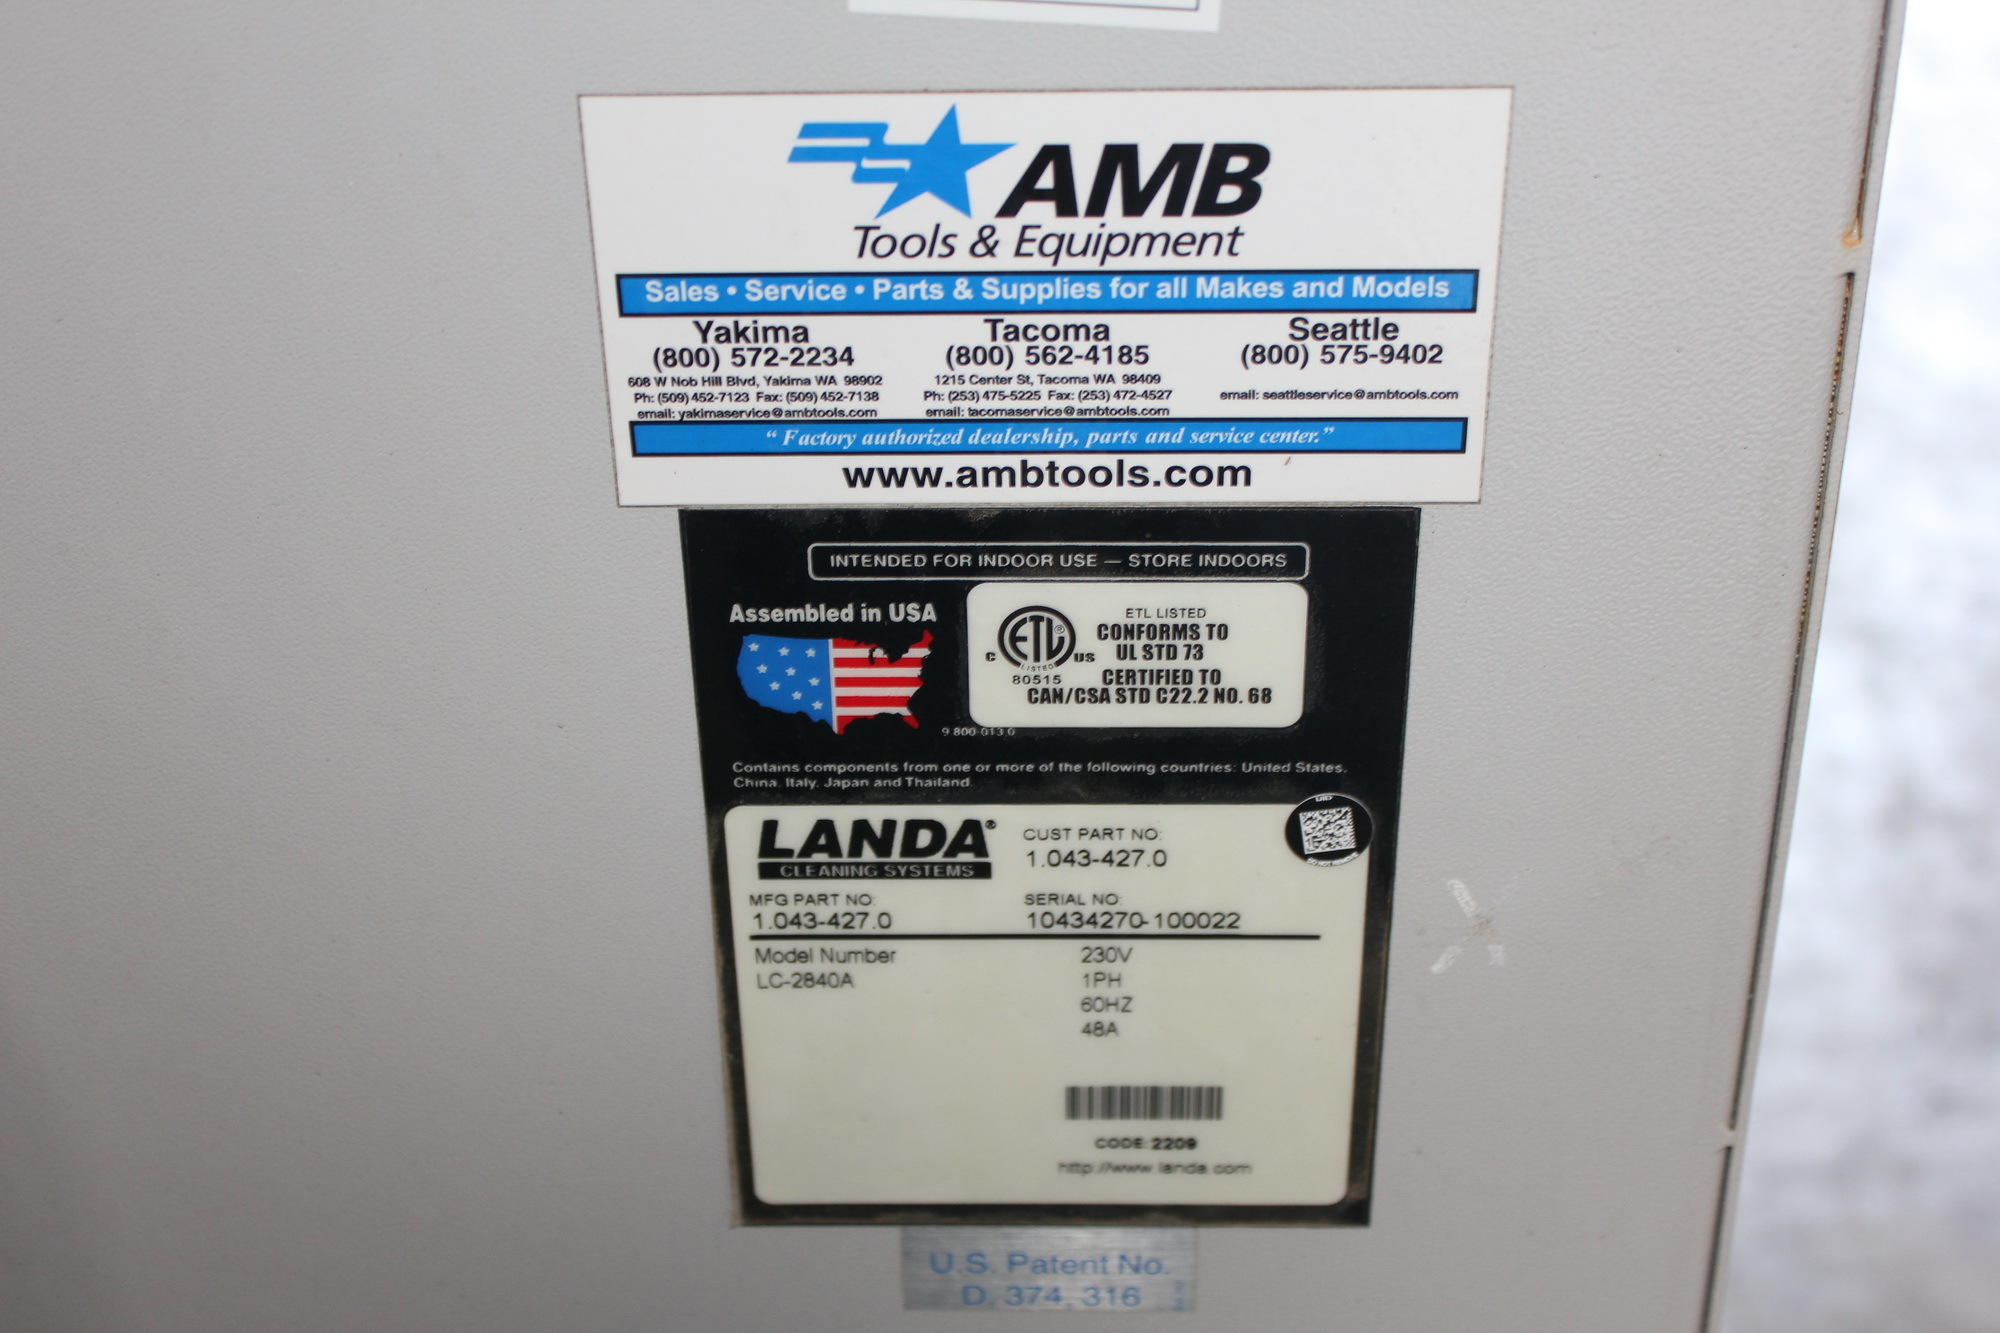 AMB
Tools & Equipment
Sales • Service • Parts & Supplies for all Makes and Models
Yakima
(800) 572-2234
608 W Nob Hill Blvd, Yakima WA 98902
Ph: (509) 452-7123 Fax: (509) 452-7138
email: yakimaservice@ambtools.com
Tacoma
(800) 562-4185
1215 Center St, Tacoma WA 98409
Ph: (253) 475-5225 Fax: (253) 472-4527
email: tacomaservice@ambtools.com
Seattle
(800) 575-9402
email: seattleservice@ambtools.com
“ Factory authorized dealership, parts and service center.”
www.ambtools.com
INTENDED FOR INDOOR USE — STORE INDOORS
Assembled in USA
C ETL® US
LISTED
80515
ETL LISTED
CONFORMS TO
UL STD 73
CERTIFIED TO
CAN/CSA STD C22.2 NO. 68
9.800-013.0
Contains components from one or more of the following countries: United States,
China, Italy, Japan and Thailand.
LANDA®
CLEANING SYSTEMS
CUST PART NO:
1.043-427.0
MFG PART NO:
1.043-427.0
SERIAL NO:
10434270-100022
Model Number
LC-2840A
230V
1PH
60HZ
48A
CODE: 2209
http://www.landa.com
DO NOT REMOVE
U.S. Patent No.
D. 374, 316